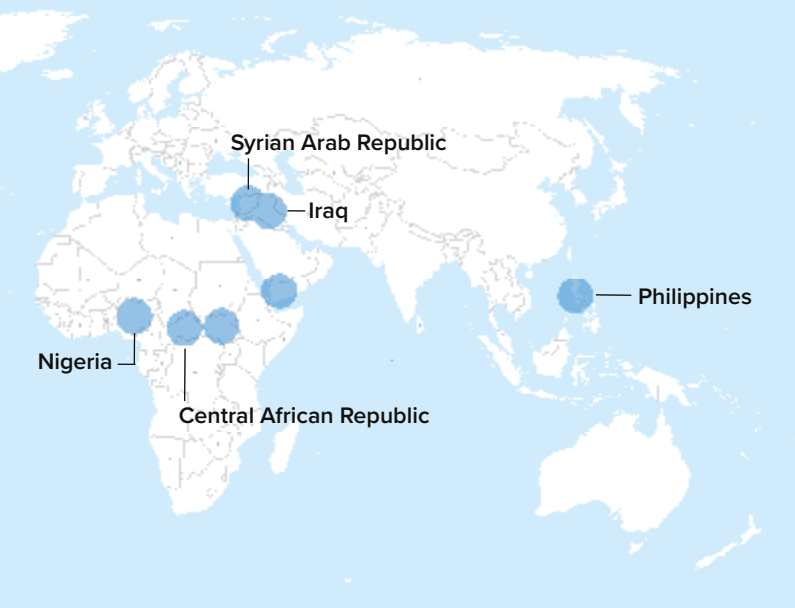 Syrian Arab Republic
Iraq
Philippines
Nigeria
Central African Republic